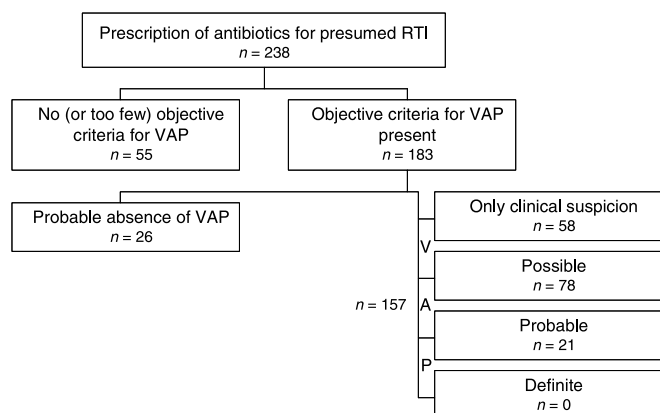 Prescription of antibiotics for presumed RTI
n = 238
No (or too few) objective
criteria for VAP
n = 55
Objective criteria for VAP
present
n = 183
Probable absence of VAP
n = 26
n = 157
V
A
P
Only clinical suspicion
n = 58
Possible
n = 78
Probable
n = 21
Definite
n = 0